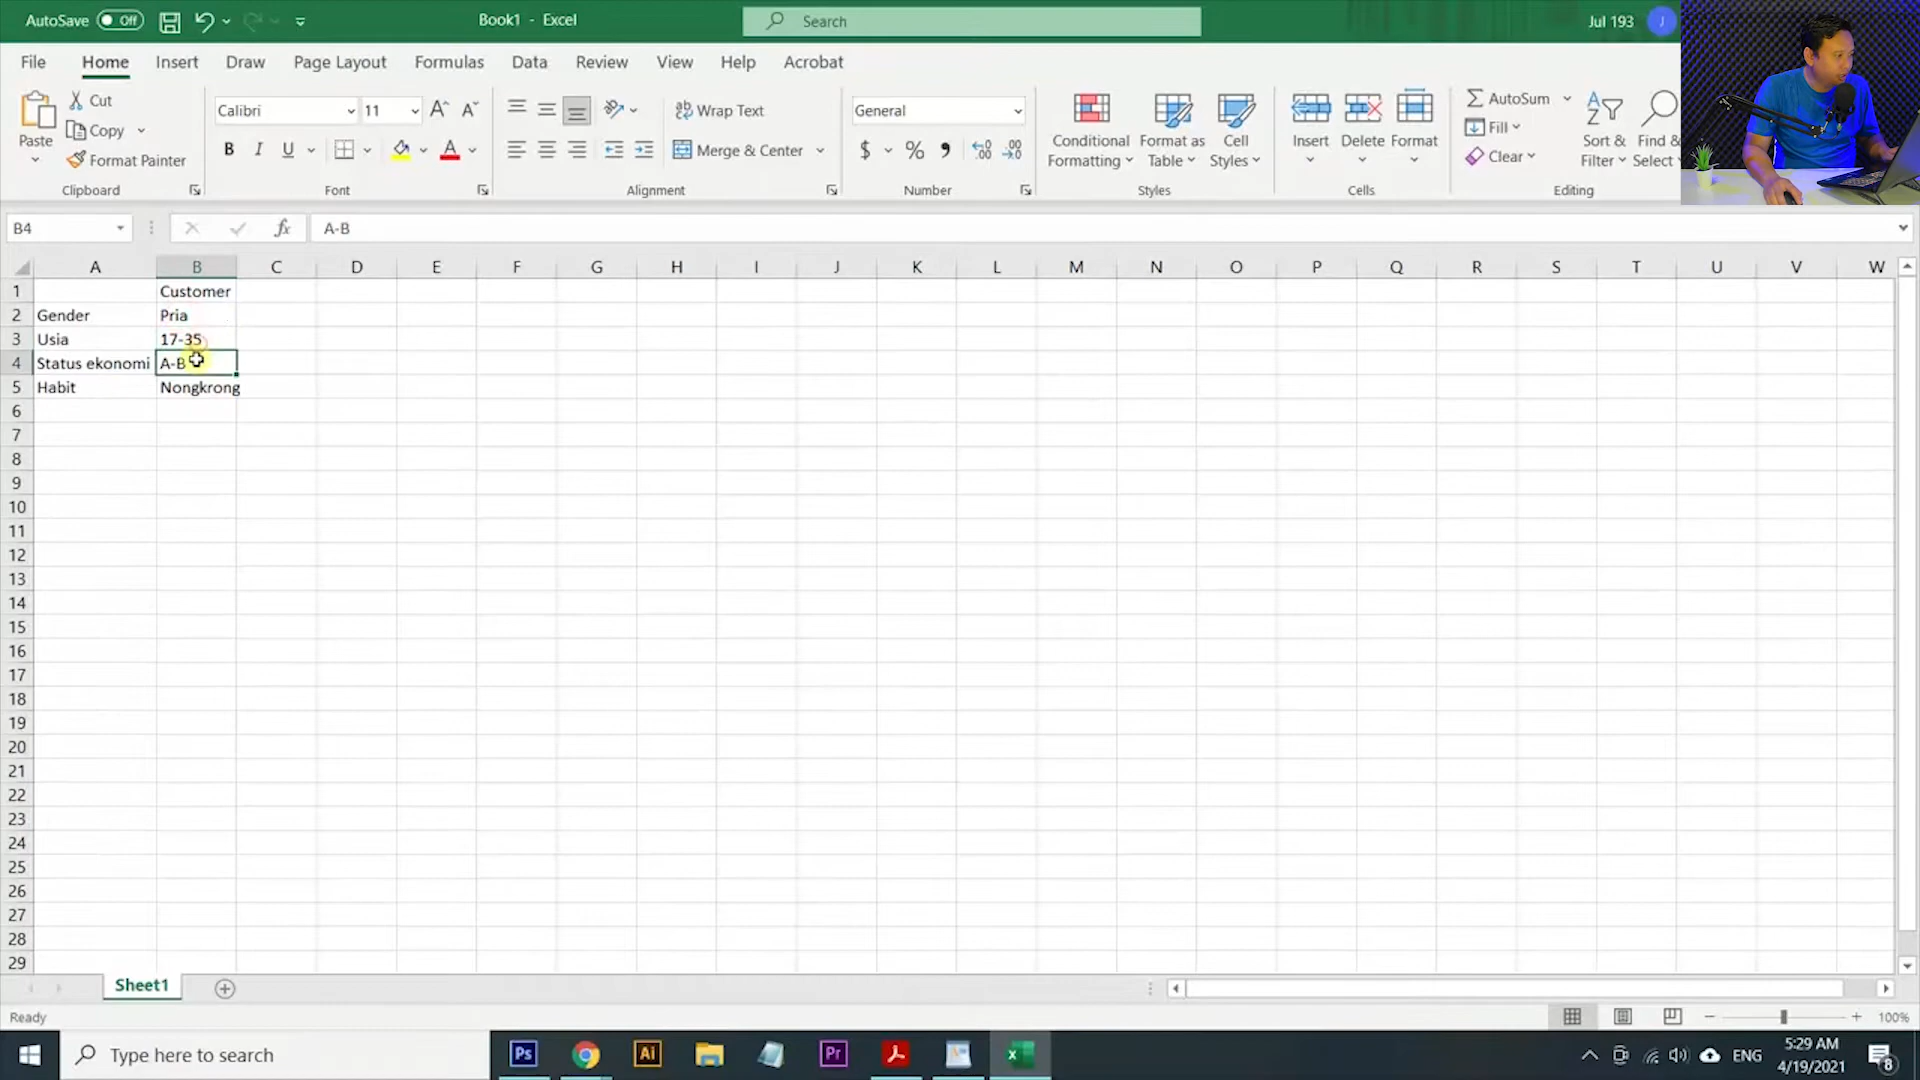 AutoSave Off Book1 - Excel Search Jul 193 J
File Home Insert Draw Page Layout Formulas Data Review View Help Acrobat
Paste Cut Calibri 11 Wrap Text General Conditional Formatting Format as Table Cell Styles Insert Delete Format AutoSum Sort & Filter Find & Select
Copy Fill
Format Painter B I U Merge & Center $ % Clear
Clipboard Font Alignment Number Styles Cells Editing
B4 fx A-B
A B C D E F G H I J K L M N O P Q R S T U V W
1 Customer
2 Gender Pria
3 Usia 17-35
4 Status ekonomi A-B
5 Habit Nongkrong
6
7
8
9
10
11
12
13
14
15
16
17
18
19
20
21
22
23
24
25
26
27
28
29
Sheet1
Ready 100%
Type here to search Ps Ai Pr ENG 5:29 AM
4/19/2021 8